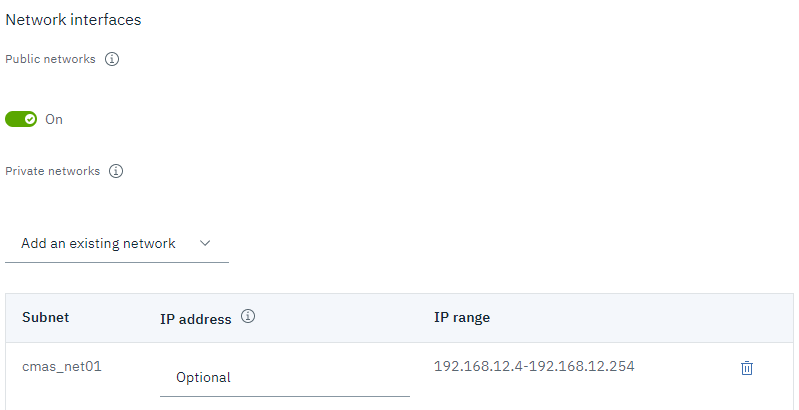 Network interfaces
Public networks
On
Private networks
Add an existing network
Subnet IP address IP range
cmas_net01 Optional 192.168.12.4-192.168.12.254